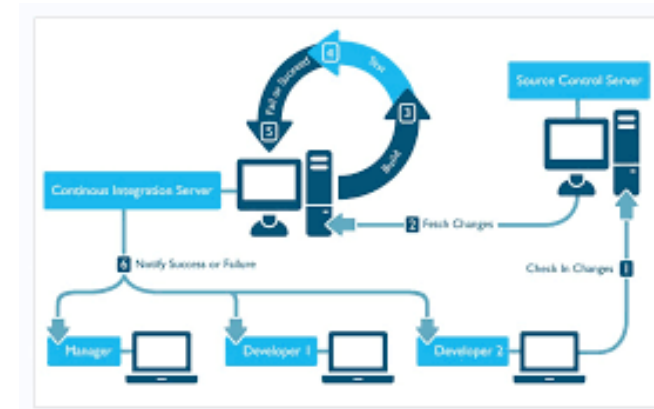 4
Test
Fail or Succeed
Source Control Server
3
5
Build
Continous Integration Server
2 Fetch Changes
6 Notify Success or Failure
Check In Changes 1
Manager
Developer 1
Developer 2